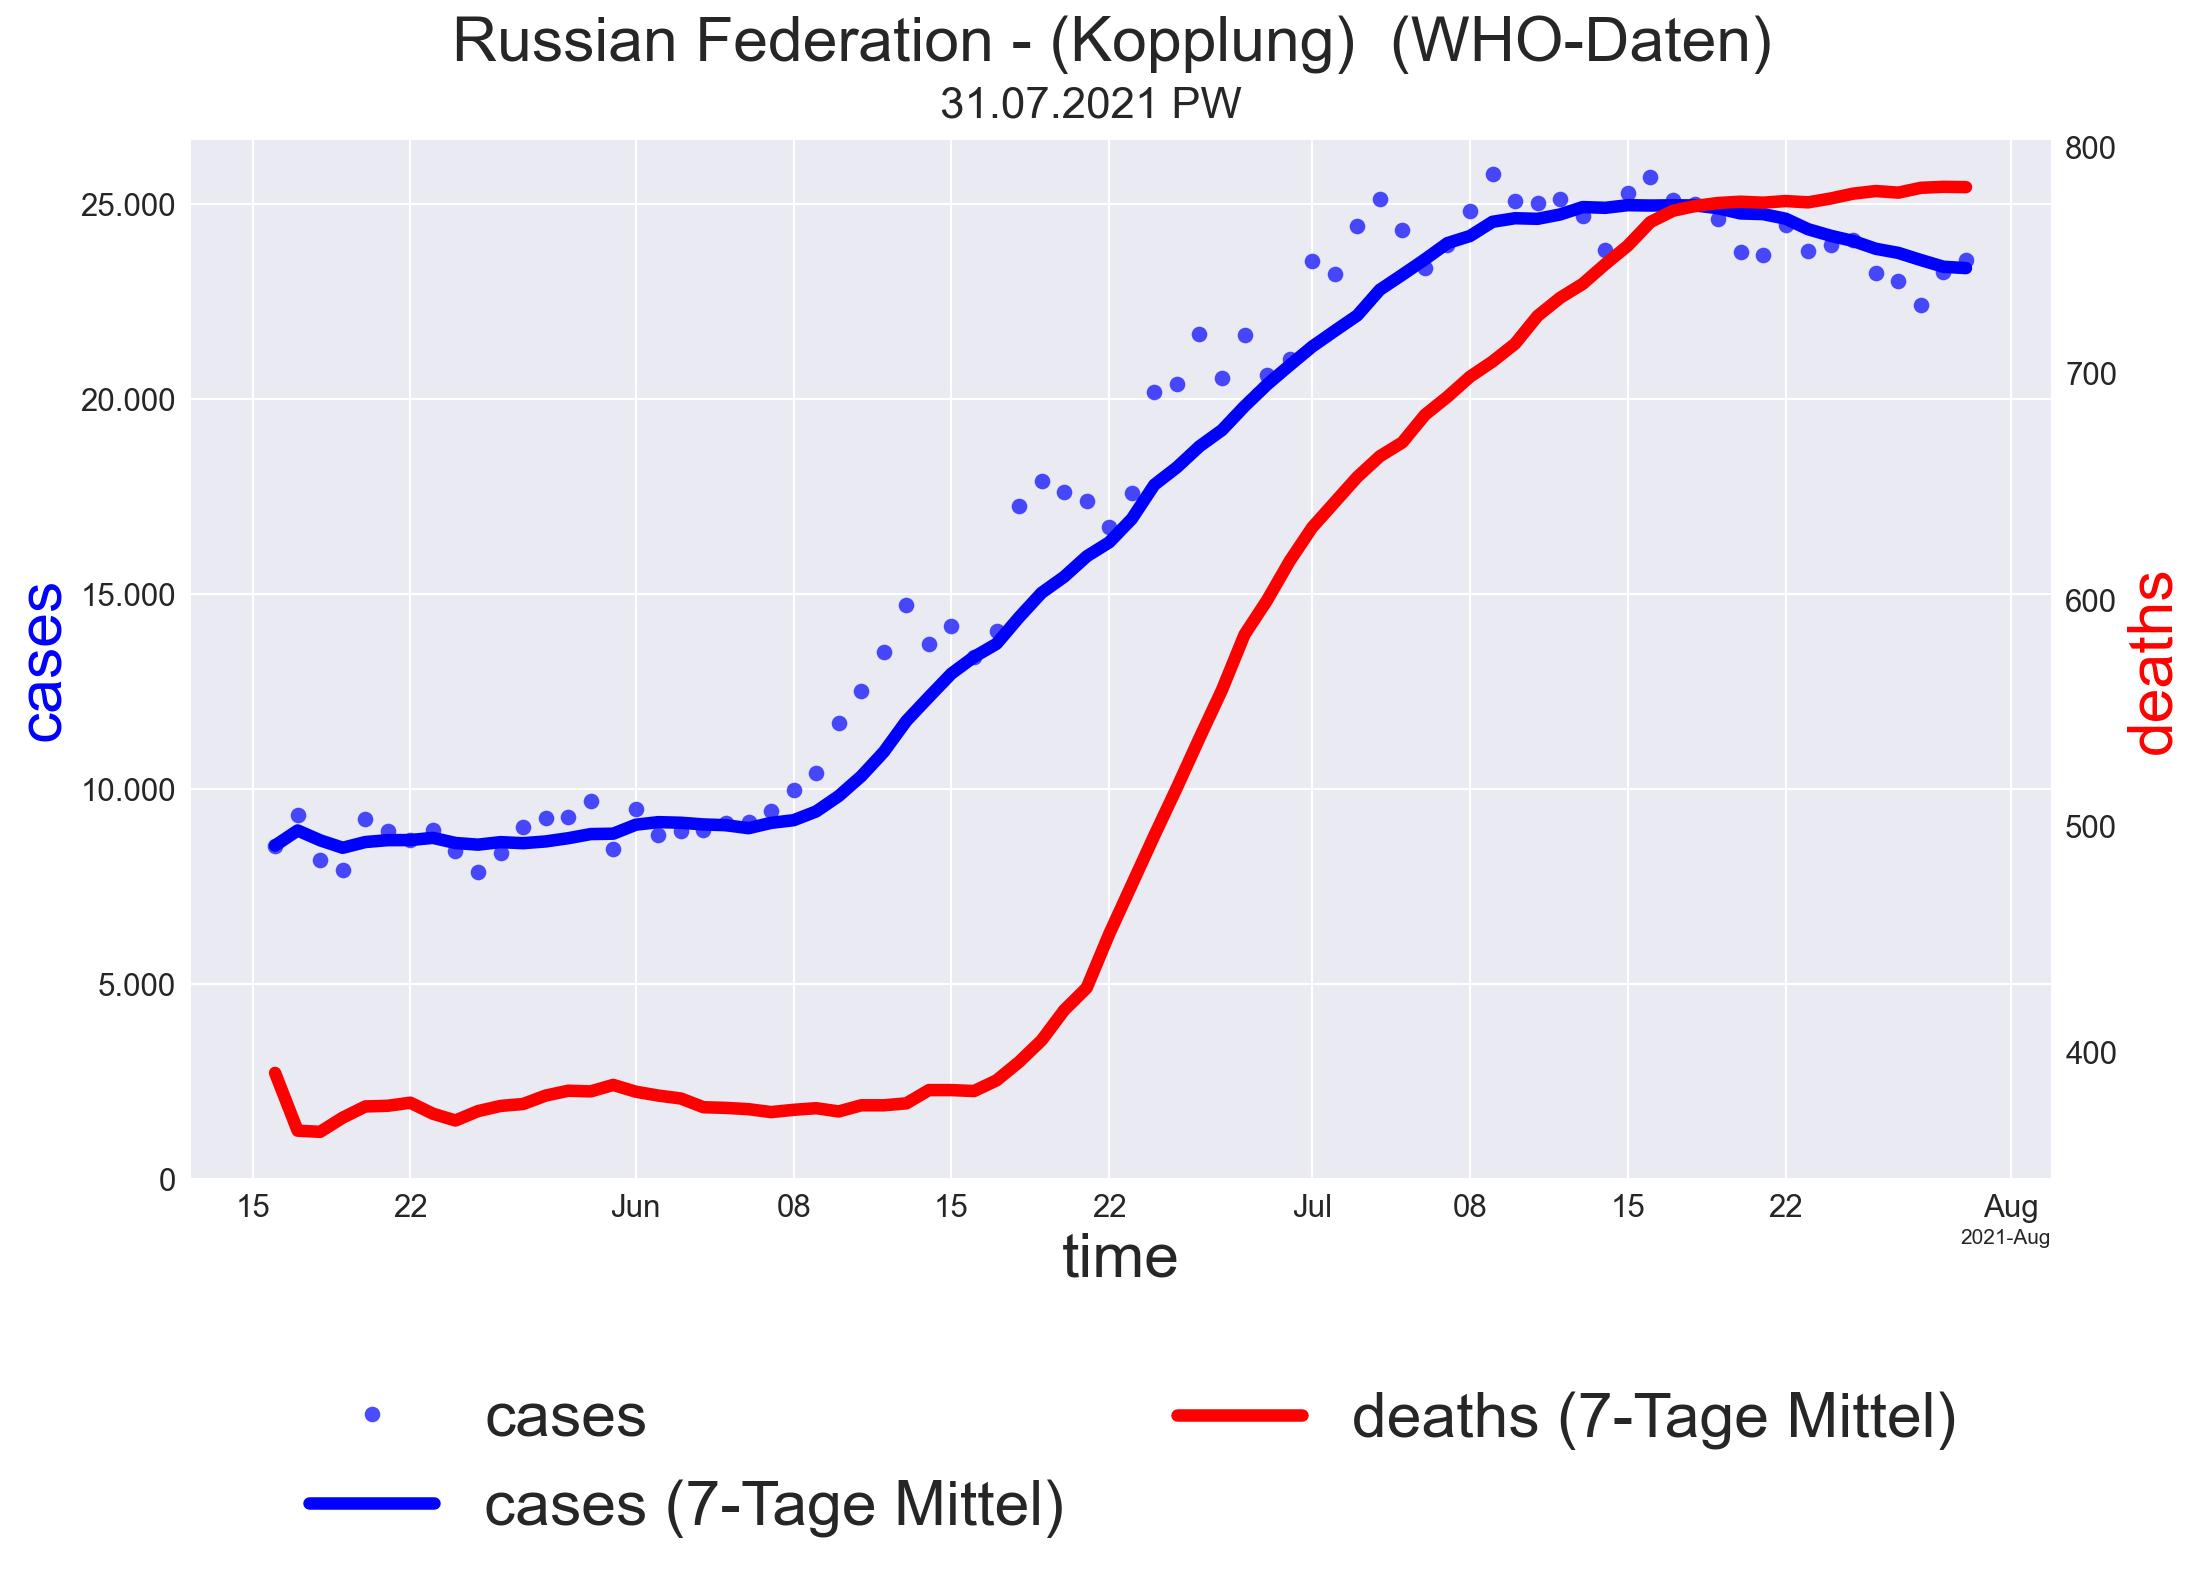 Russian Federation - (Kopplung)  (WHO-Daten)
31.07.2021 PW
25.000
20.000
15.000
10.000
5.000
0
cases
800
700
600
500
400
deaths
15 22 Jun 08 15 22 Jul 08 15 22 Aug
2021-Aug
time
cases
cases (7-Tage Mittel)
deaths (7-Tage Mittel)